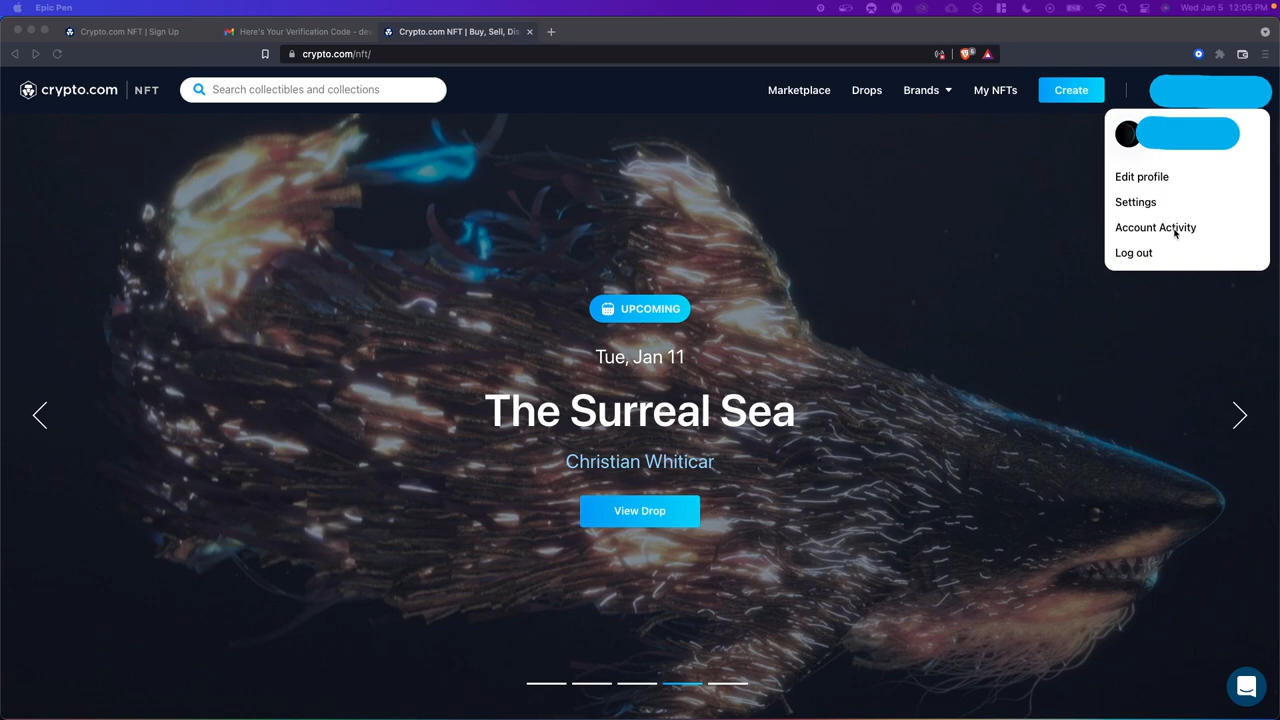 Epic Pen
Wed Jan 5 12:05 PM
Crypto.com NFT | Sign Up
Here's Your Verification Code - dev
Crypto.com NFT | Buy, Sell, Dis
crypto.com/nft/
crypto.com NFT
Search collectibles and collections
Marketplace
Drops
Brands
My NFTs
Create
Edit profile
Settings
Account Activity
Log out
UPCOMING
Tue, Jan 11
The Surreal Sea
Christian Whiticar
View Drop